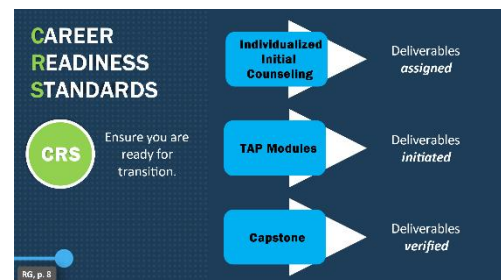 CAREER
READINESS
STANDARDS
CRS
Ensure you are
ready for
transition.
Individualized
Initial
Counseling
Deliverables
assigned
TAP Modules
Deliverables
initiated
Capstone
Deliverables
verified
RG, p. 8